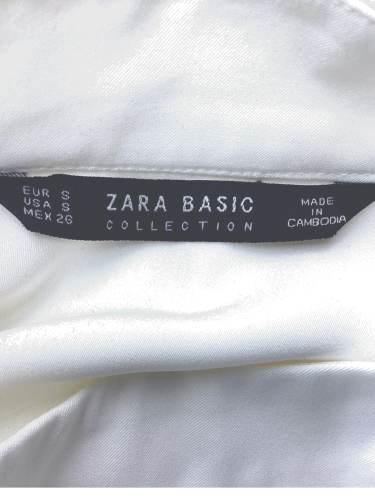 EUR S
USA S
MEX 26
ZARA BASIC
COLLECTION
MADE
IN
CAMBODIA